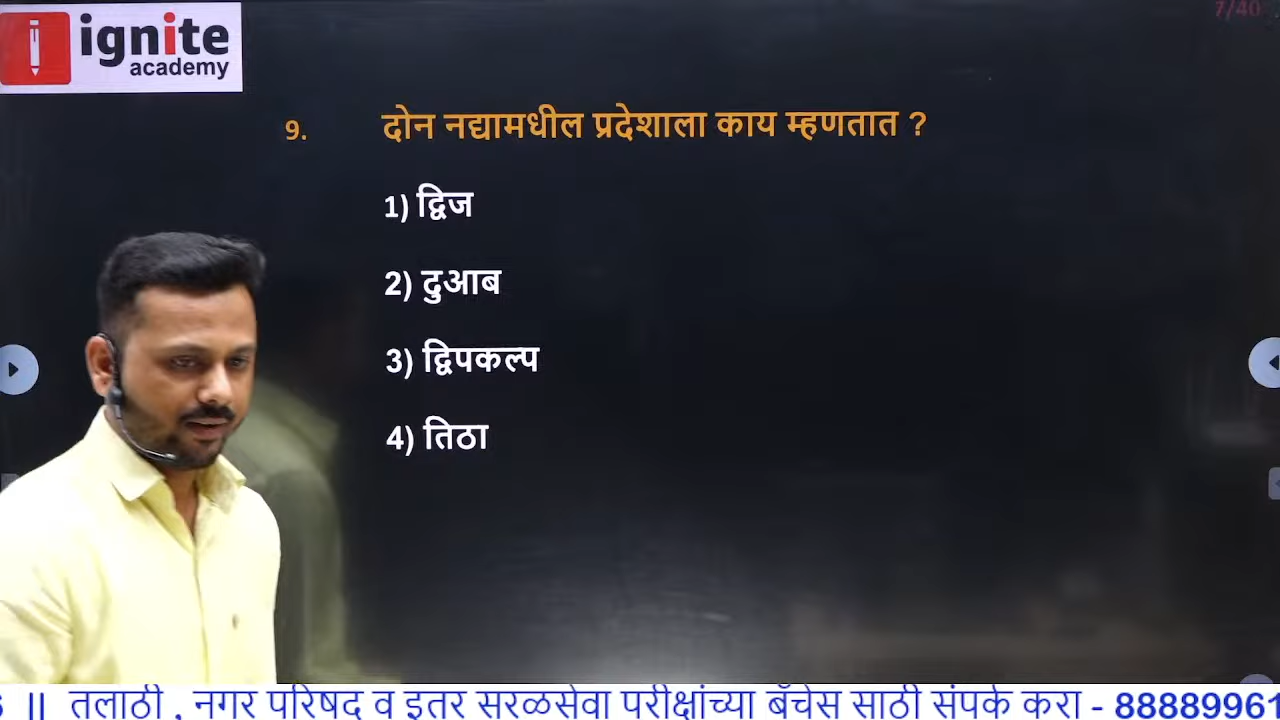 7/40
ignite
academy
9. दोन नद्यामधील प्रदेशाला काय म्हणतात ?
1) द्विज
2) दुआब
3) द्विपकल्प
4) तिठा
|| तलाठी , नगर परिषद व इतर सरळसेवा परीक्षांच्या बॅचेस साठी संपर्क करा - 88889961